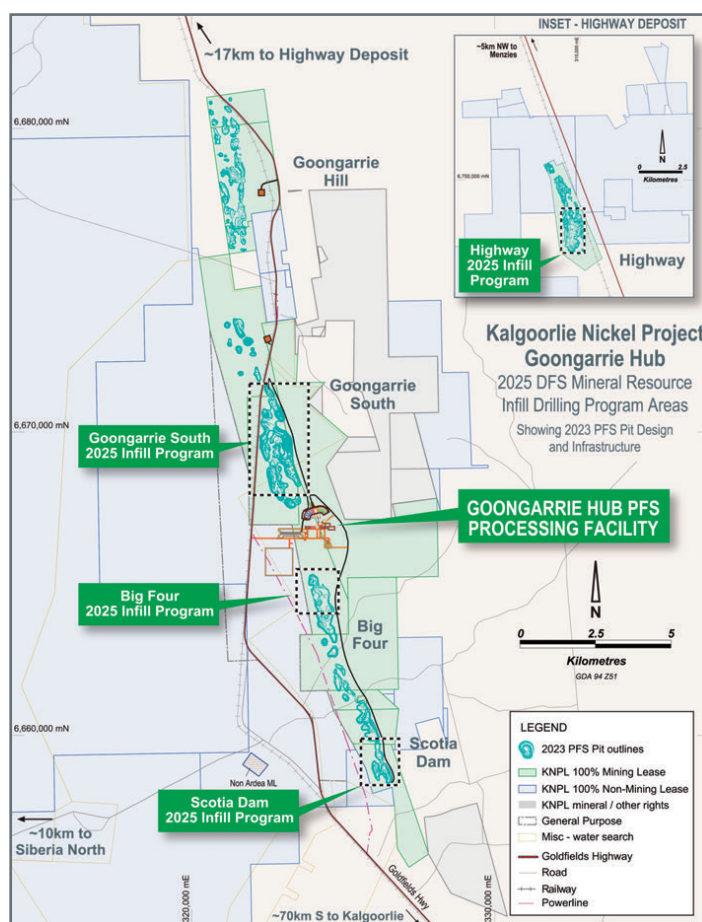 INSET - HIGHWAY DEPOSIT
~17km to Highway Deposit
~5km NW to
Menzies
315,000 mE
6,680,000 mN
Goongarrie
Hill
6,700,000 mN
0 2.5
Kilometres
N
Highway
2025 Infill
Program
Highway
Kalgoorlie Nickel Project
Goongarrie Hub
2025 DFS Mineral Resource
Infill Drilling Program Areas
Showing 2023 PFS Pit Design
and Infrastructure
6,670,000 mN
Goongarrie
South
Goongarrie South
2025 Infill Program
GOONGARRIE HUB PFS
PROCESSING FACILITY
Big Four
2025 Infill Program
Big
Four
N
0 2.5 5
Kilometres
GDA 94 Z51
6,660,000 mN
Scotia
Dam
Non Ardea ML
Scotia Dam
2025 Infill Program
~10km to
Siberia North
Goldfields Hwy
320,000 mE
330,000 mE
~70km S to Kalgoorlie
LEGEND
2023 PFS Pit outlines
KNPL 100% Mining Lease
KNPL 100% Non-Mining Lease
KNPL mineral / other rights
General Purpose
Misc - water search
Goldfields Highway
Road
Railway
Powerline